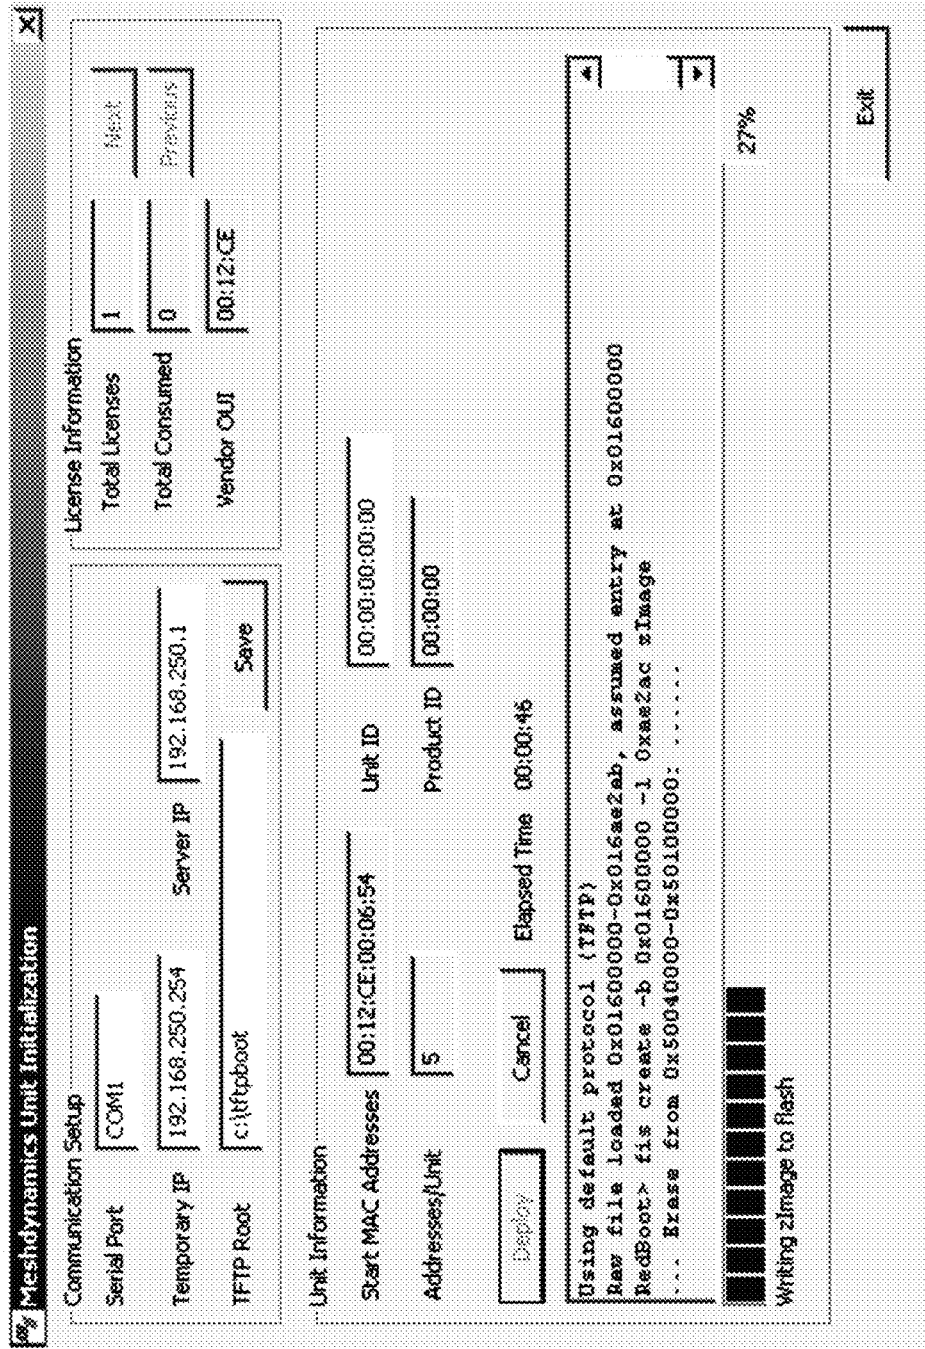 Meshdynamics Unit Initialization
Communication Setup
Serial Port COM1
Temporary IP 192.168.250.254 Server IP 192.168.250.1
TFTP Root c:\tftpboot Save
License Information
Total Licenses 1 Next
Total Consumed 0 Previous
Vendor OUI 00:12:CE
Unit Information
Start MAC Addresses 00:12:CE:00:06:54 Unit ID 00:00:00:00:00
Addresses/Unit 5 Product ID 00:00:00
Deploy Cancel Elapsed Time 00:00:46
Using default protocol (TFTP)
Raw file loaded 0x01600000-0x016ae2ab, assumed entry at 0x01600000
RedBoot> fis create -b 0x01600000 -l 0xae2ac zImage
... Erase from 0x50040000-0x50100000: ......
27%
Writing zImage to flash
Exit